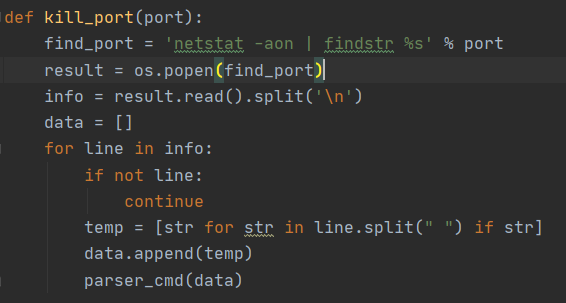 def kill_port(port):
    find_port = 'netstat -aon | findstr %s' % port
    result = os.popen(find_port)
    info = result.read().split('\n')
    data = []
    for line in info:
        if not line:
            continue
        temp = [str for str in line.split(" ") if str]
        data.append(temp)
        parser_cmd(data)